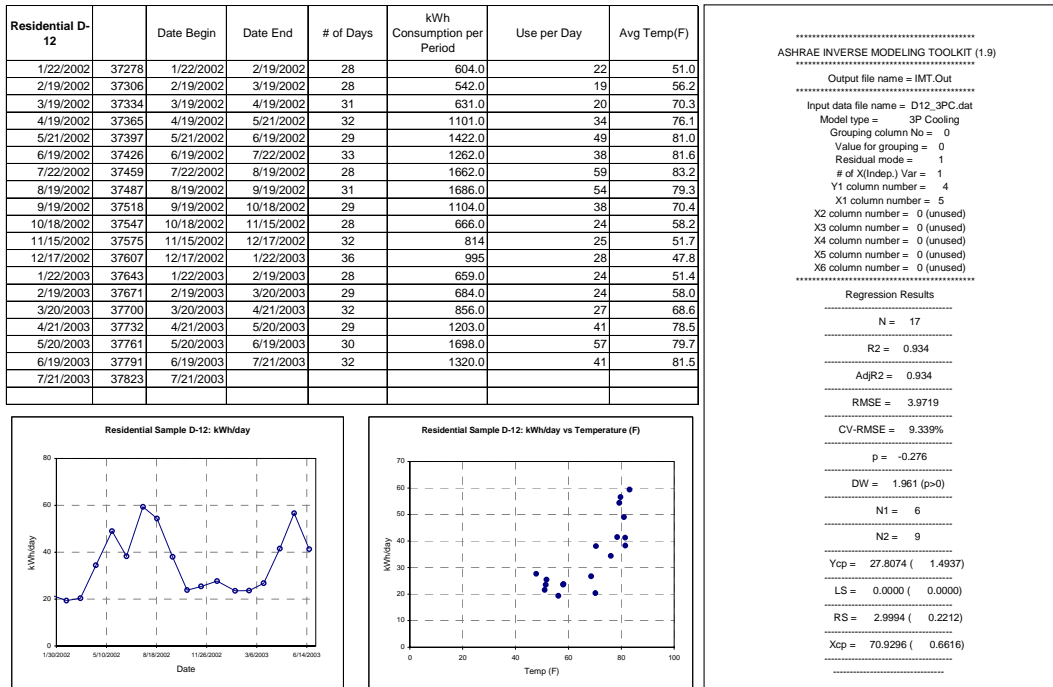 Residential D-12 Date Begin Date End # of Days kWh Consumption per Period Use per Day Avg Temp(F)
1/22/2002 37278 1/22/2002 2/19/2002 28 604.0 22 51.0
2/19/2002 37306 2/19/2002 3/19/2002 28 542.0 19 56.2
3/19/2002 37334 3/19/2002 4/19/2002 31 631.0 20 70.3
4/19/2002 37365 4/19/2002 5/21/2002 32 1101.0 34 76.1
5/21/2002 37397 5/21/2002 6/19/2002 29 1422.0 49 81.0
6/19/2002 37426 6/19/2002 7/22/2002 33 1262.0 38 81.6
7/22/2002 37459 7/22/2002 8/19/2002 28 1662.0 59 83.2
8/19/2002 37487 8/19/2002 9/19/2002 31 1686.0 54 79.3
9/19/2002 37518 9/19/2002 10/18/2002 29 1104.0 38 70.4
10/18/2002 37547 10/18/2002 11/15/2002 28 666.0 24 58.2
11/15/2002 37575 11/15/2002 12/17/2002 32 814 25 51.7
12/17/2002 37607 12/17/2002 1/22/2003 36 995 28 47.8
1/22/2003 37643 1/22/2003 2/19/2003 28 659.0 24 51.4
2/19/2003 37671 2/19/2003 3/20/2003 29 684.0 24 58.0
3/20/2003 37700 3/20/2003 4/21/2003 32 856.0 27 68.6
4/21/2003 37732 4/21/2003 5/20/2003 29 1203.0 41 78.5
5/20/2003 37761 5/20/2003 6/19/2003 30 1698.0 57 79.7
6/19/2003 37791 6/19/2003 7/21/2003 32 1320.0 41 81.5
7/21/2003 37823 7/21/2003
Residential Sample D-12: kWh/day
80
60
40
20
0
kWh/day
1/30/2002 5/10/2002 8/18/2002 11/26/2002 3/6/2003 6/14/2003
Date
Residential Sample D-12: kWh/day vs Temperature (F)
70
60
50
40
30
20
10
0
kWh/day
0 20 40 60 80 100
Temp (F)
******************************************
ASHRAE INVERSE MODELING TOOLKIT (1.9)
******************************************
Output file name = IMT.Out
******************************************
Input data file name = D12_3PC.dat
Model type = 3P Cooling
Grouping column No = 0
Value for grouping = 0
Residual mode = 1
# of X(Indep.) Var = 1
Y1 column number = 4
X1 column number = 5
X2 column number = 0 (unused)
X3 column number = 0 (unused)
X4 column number = 0 (unused)
X5 column number = 0 (unused)
X6 column number = 0 (unused)
******************************************
Regression Results
--------------------------------------
N = 17
--------------------------------------
R2 = 0.934
--------------------------------------
AdjR2 = 0.934
--------------------------------------
RMSE = 3.9719
--------------------------------------
CV-RMSE = 9.339%
--------------------------------------
p = -0.276
--------------------------------------
DW = 1.961 (p>0)
--------------------------------------
N1 = 6
--------------------------------------
N2 = 9
--------------------------------------
Ycp = 27.8074 ( 1.4937)
--------------------------------------
LS = 0.0000 ( 0.0000)
--------------------------------------
RS = 2.9994 ( 0.2212)
--------------------------------------
Xcp = 70.9296 ( 0.6616)
--------------------------------------
---------------------------------